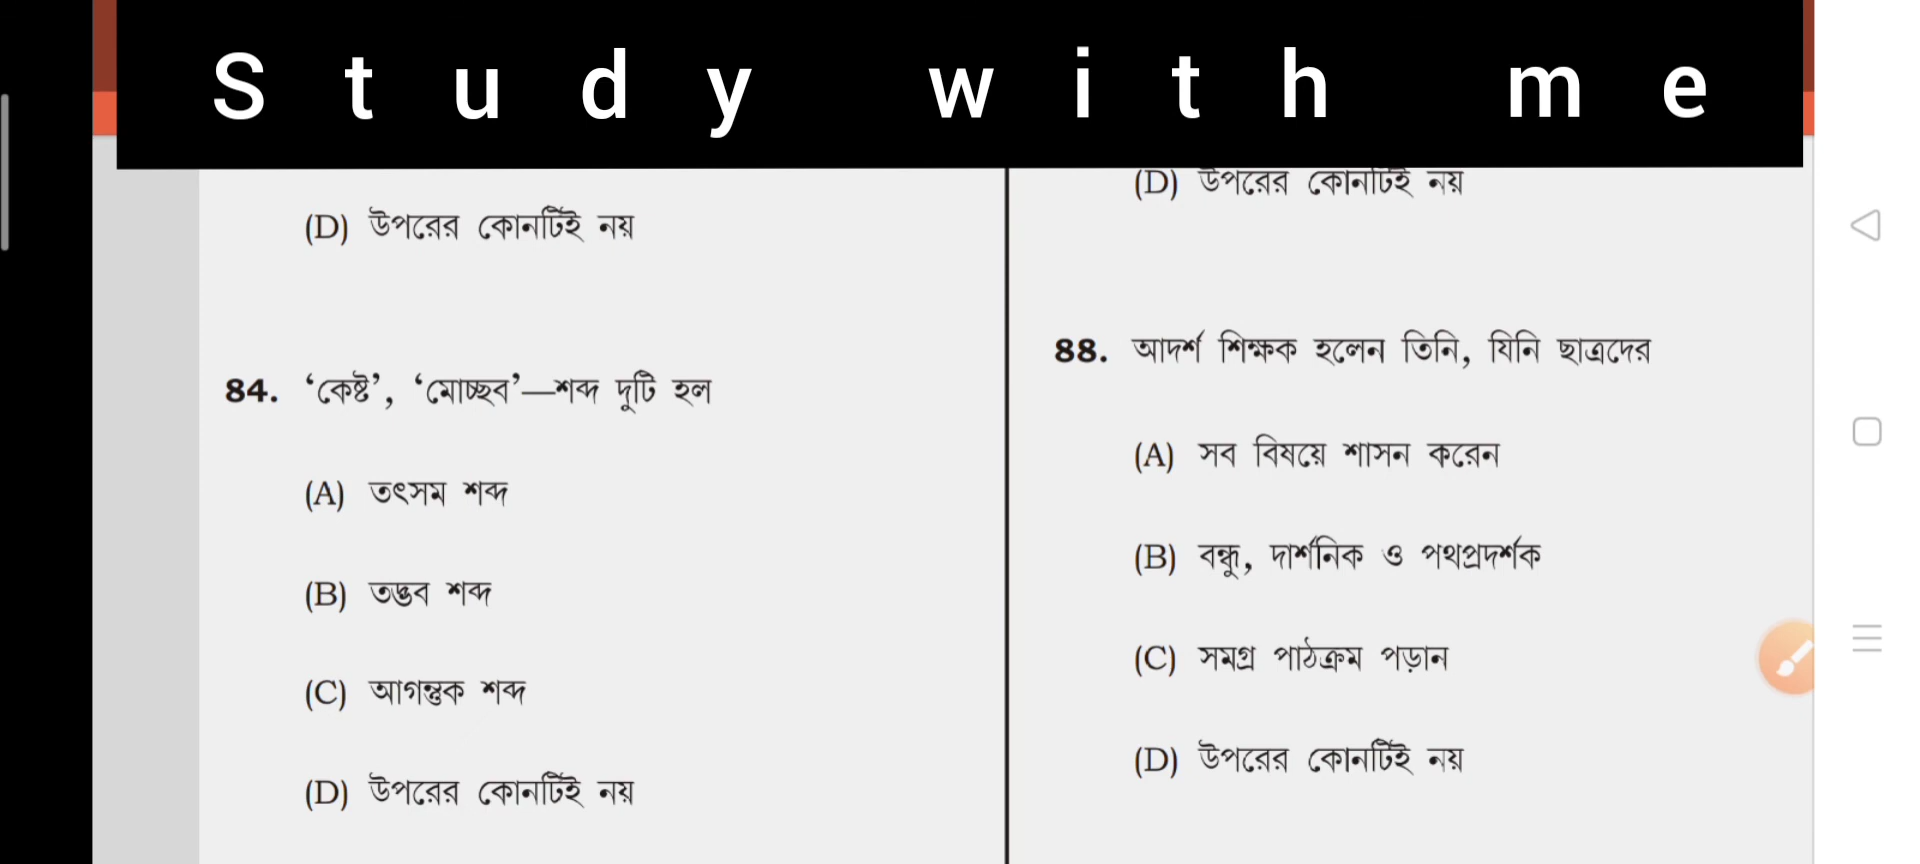 Study with me
(D) উপরের কোনটিই নয়
84. ‘কেষ্ট’, ‘মোচ্ছব’—শব্দ দুটি হল
(A) তৎসম শব্দ
(B) তদ্ভব শব্দ
(C) আগন্তুক শব্দ
(D) উপরের কোনটিই নয়
(D) উপরের কোনটিই নয়
88. আদর্শ শিক্ষক হলেন তিনি, যিনি ছাত্রদের
(A) সব বিষয়ে শাসন করেন
(B) বন্ধু, দার্শনিক ও পথপ্রদর্শক
(C) সমগ্র পাঠক্রম পড়ান
(D) উপরের কোনটিই নয়